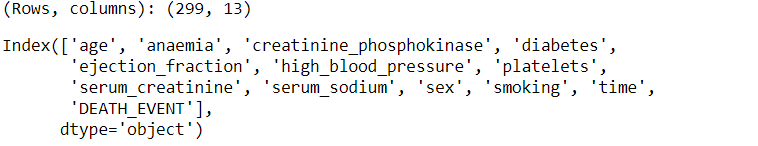 (Rows, columns): (299, 13)
Index(['age', 'anaemia', 'creatinine_phosphokinase', 'diabetes',
'ejection_fraction', 'high_blood_pressure', 'platelets',
'serum_creatinine', 'serum_sodium', 'sex', 'smoking', 'time',
'DEATH_EVENT'],
dtype='object')